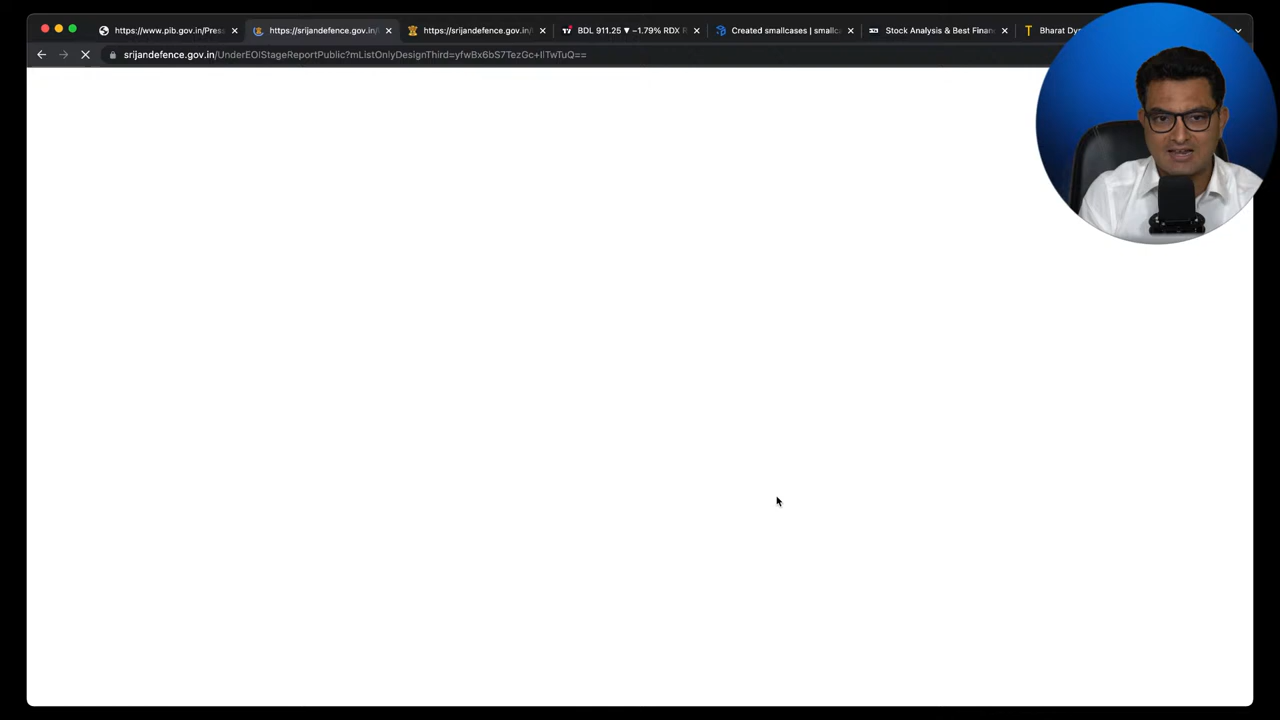 https://www.pib.gov.in/Press
https://srijandefence.gov.in/
https://srijandefence.gov.in/
BDL 911.25 ▼ −1.79% RDX
Created smallcases | smallc
Stock Analysis & Best Finan
Bharat Dy
srijandefence.gov.in/UnderEOIStageReportPublic?mListOnlyDesignThird=yfwBx6bS7TezGc+IlTwTuQ==